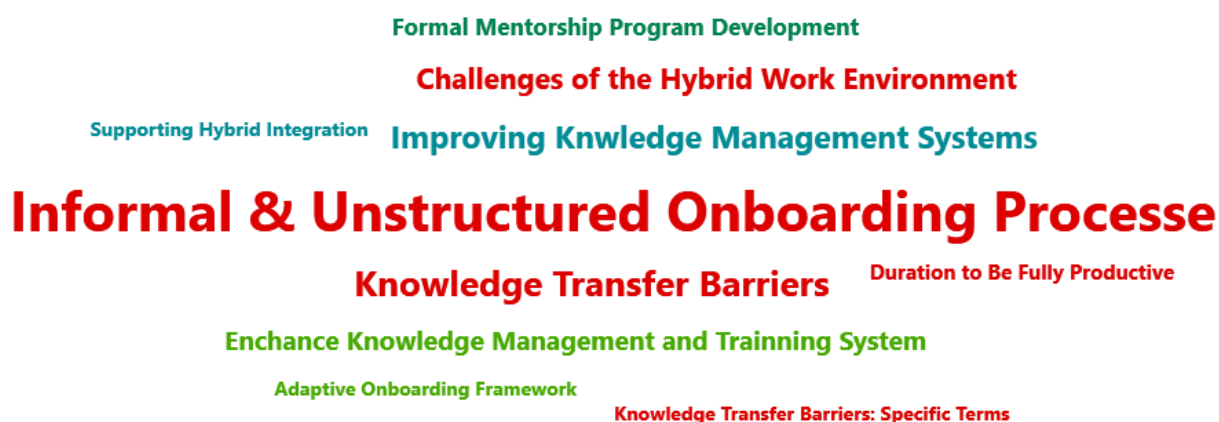 Formal Mentorship Program Development
Challenges of the Hybrid Work Environment
Supporting Hybrid Integration
Improving Knwledge Management Systems
Informal & Unstructured Onboarding Processe
Knowledge Transfer Barriers
Duration to Be Fully Productive
Enchance Knowledge Management and Trainning System
Adaptive Onboarding Framework
Knowledge Transfer Barriers: Specific Terms